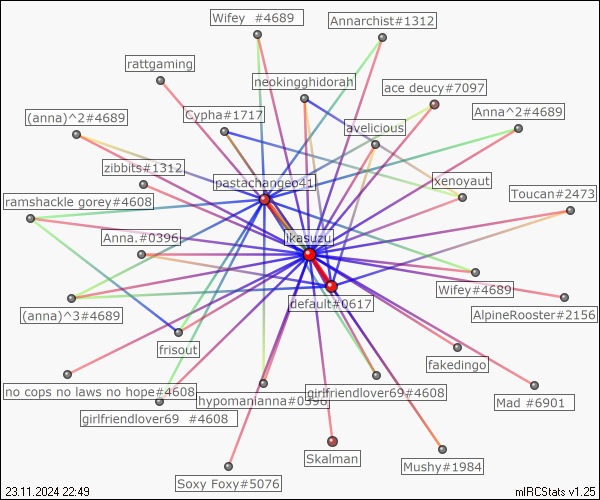 Wifey  #4689
Annarchist#1312
rattgaming
neokingghidorah
ace deucy#7097
(anna)^2#4689
Cypha#1717
Anna^2#4689
avelicious
zibbits#1312
pastachangeo41
xenoyaut
ramshackle gorey#4608
Toucan#2473
Anna.#0396
ikasuzu
Wifey#4689
default#0617
(anna)^3#4689
AlpineRooster#2156
frisout
fakedingo
no cops no laws no hope#4608
hypomanianna#0396
girlfriendlover69#4608
Mad #6901
girlfriendlover69  #4608
Skalman
Mushy#1984
Soxy Foxy#5076
23.11.2024 22:49
mIRCStats v1.25